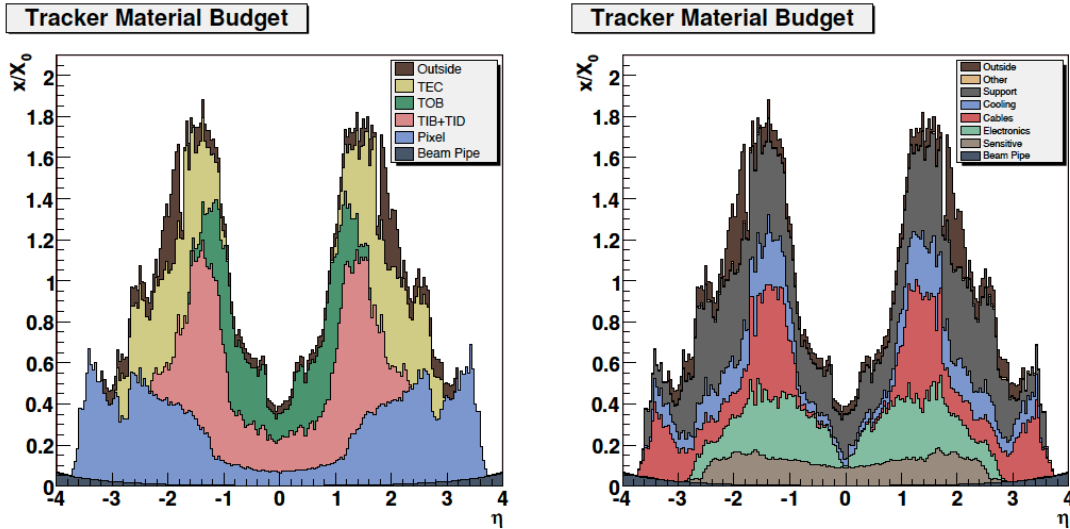 Tracker Material Budget
x/X0
2
1.8
1.6
1.4
1.2
1
0.8
0.6
0.4
0.2
0
Outside
TEC
TOB
TIB+TID
Pixel
Beam Pipe
-4 -3 -2 -1 0 1 2 3 4
η
Tracker Material Budget
x/X0
2
1.8
1.6
1.4
1.2
1
0.8
0.6
0.4
0.2
0
Outside
Other
Support
Cooling
Cables
Electronics
Sensitive
Beam Pipe
-4 -3 -2 -1 0 1 2 3 4
η